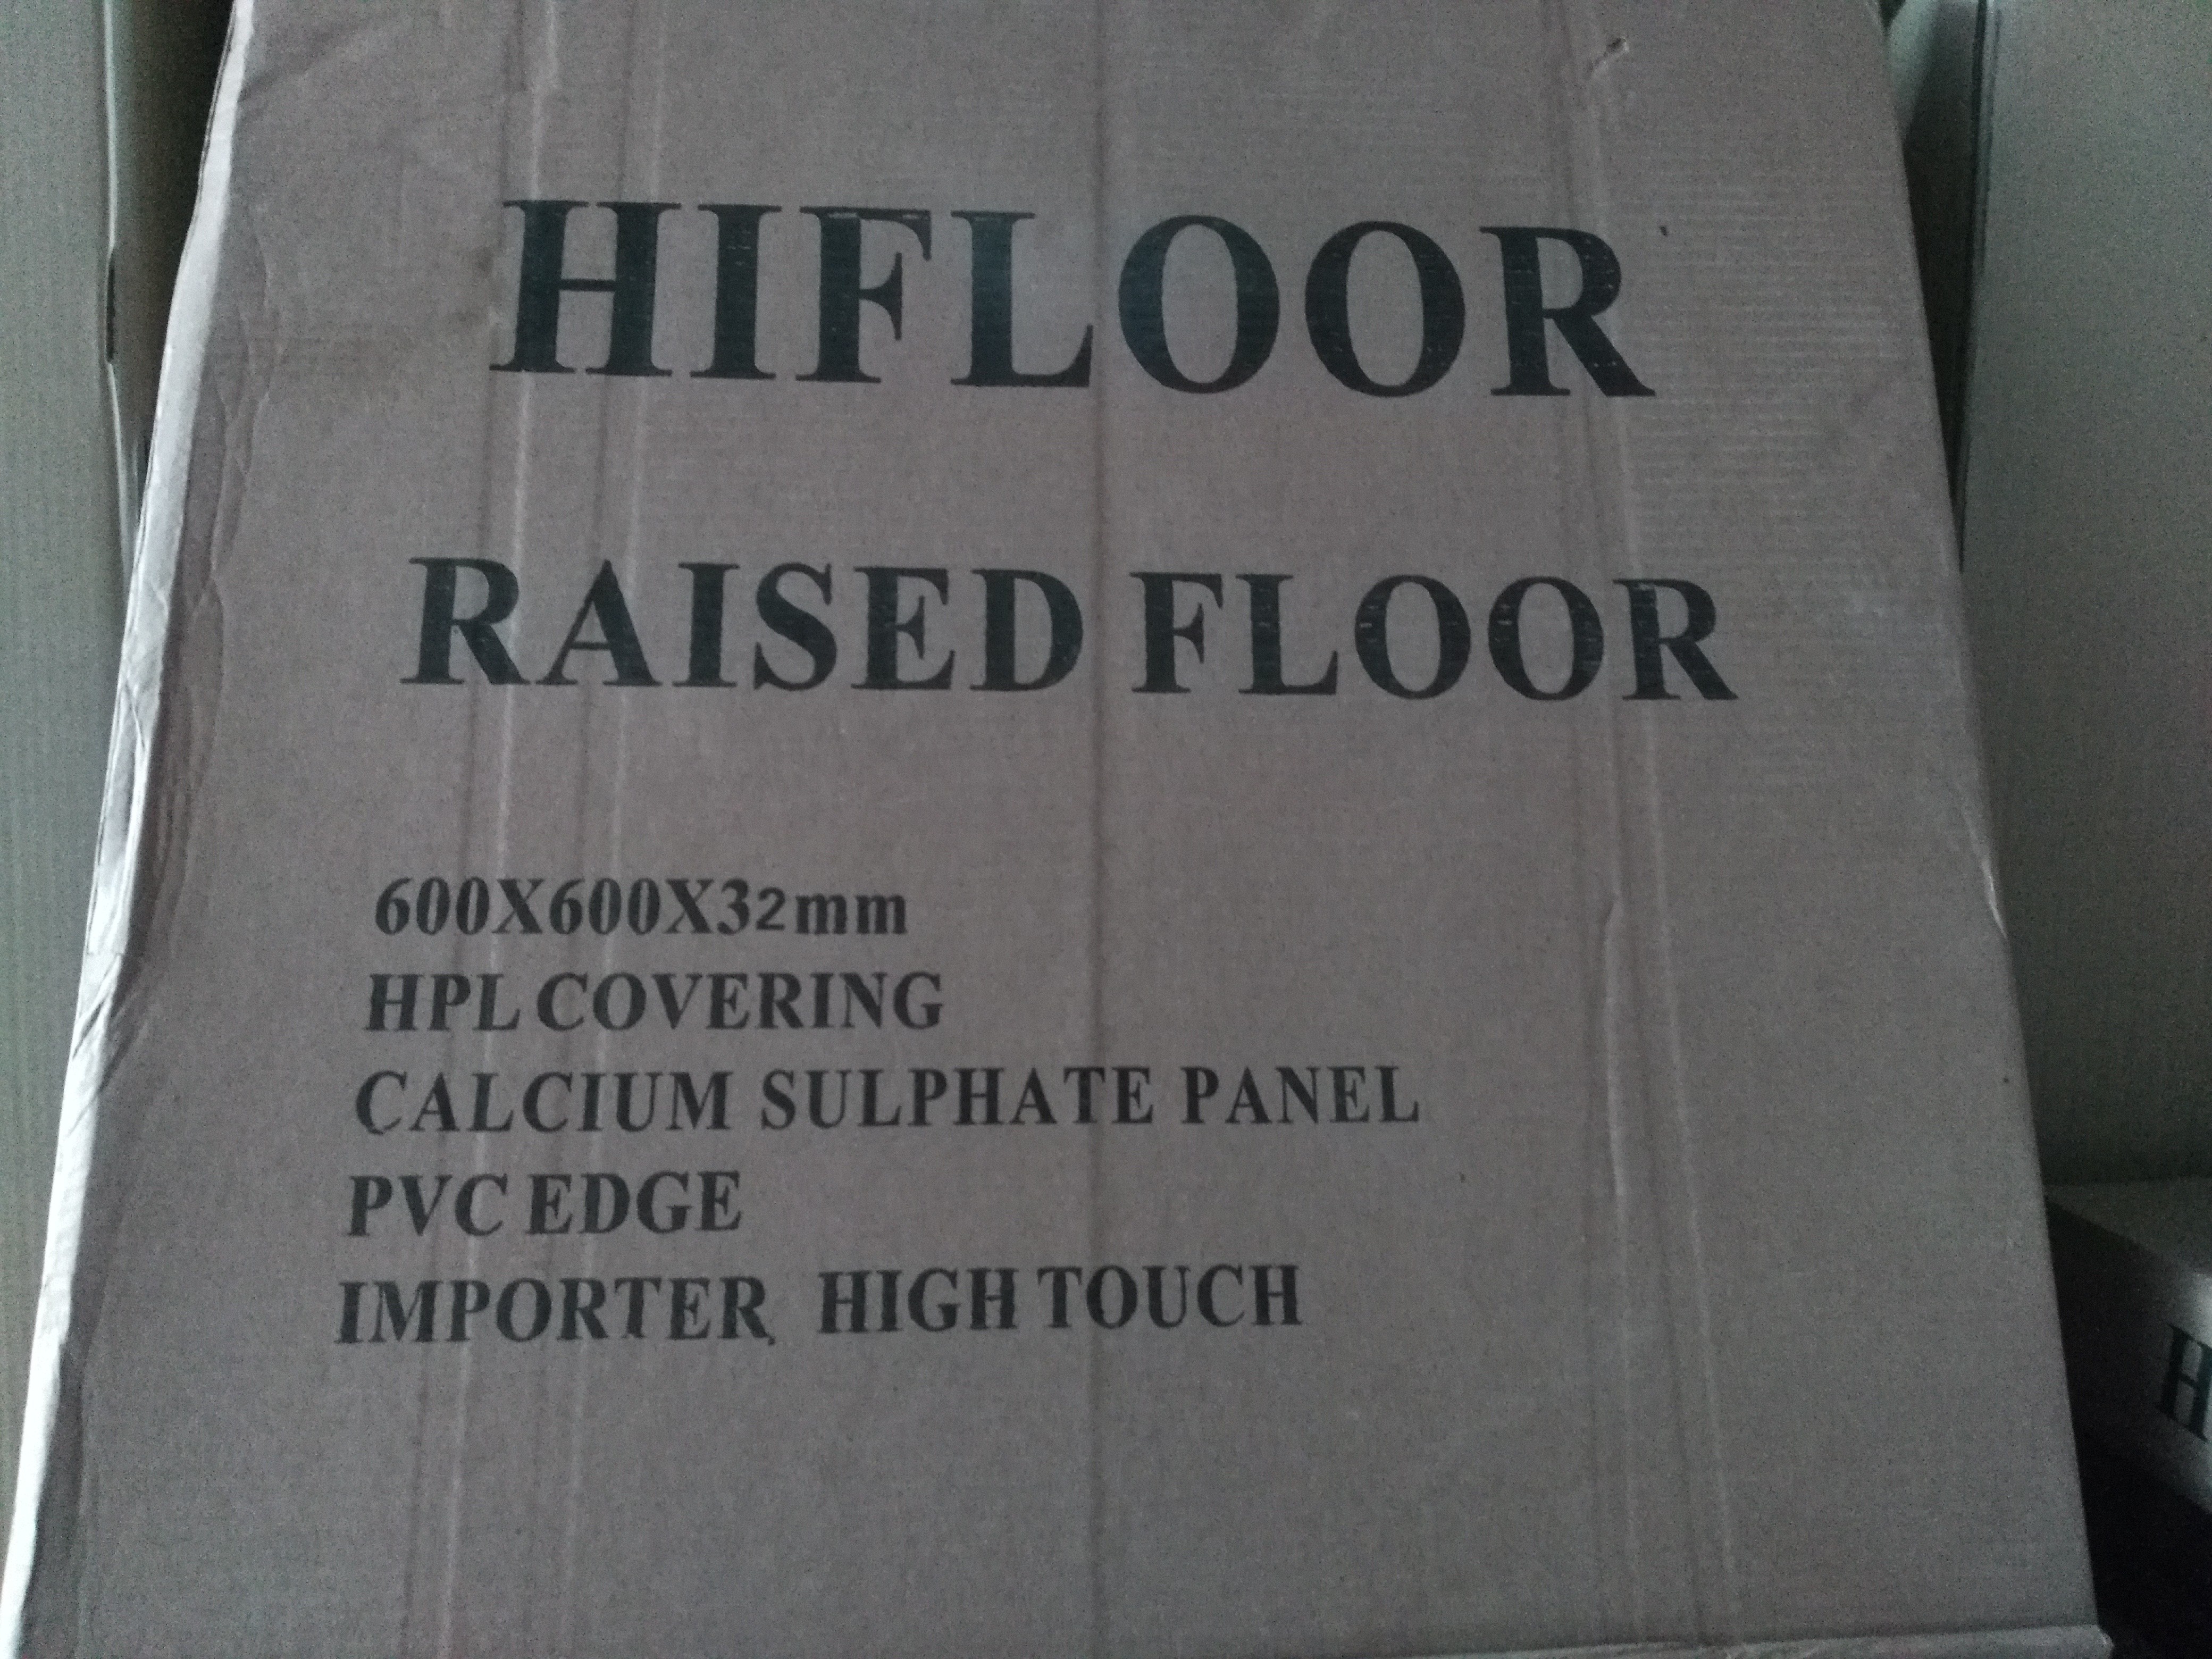 HIFLOOR
RAISED FLOOR
600X600X32mm
HPL COVERING
CALCIUM SULPHATE PANEL
PVC EDGE
IMPORTER, HIGH TOUCH
H